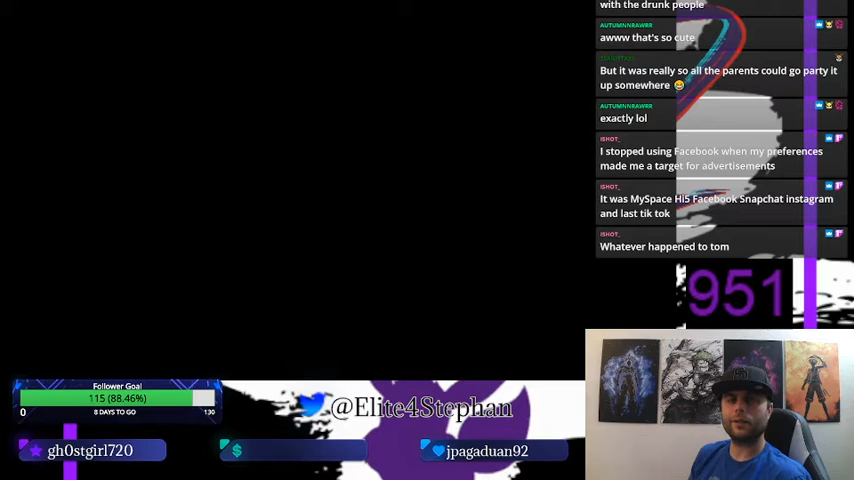 with the drunk people
AUTUMNNRAWRR
awww that's so cute
But it was really so all the parents could go party it
up somewhere 😂
AUTUMNNRAWRR
exactly lol
ISHOT_
I stopped using Facebook when my preferences
made me a target for advertisements
ISHOT_
It was MySpace Hi5 Facebook Snapchat instagram
and last tik tok
ISHOT_
Whatever happened to tom
951
Follower Goal
115 (88.46%)
0
8 DAYS TO GO
130
@Elite4Stephan
gh0stgirl720
$
jpagaduan92